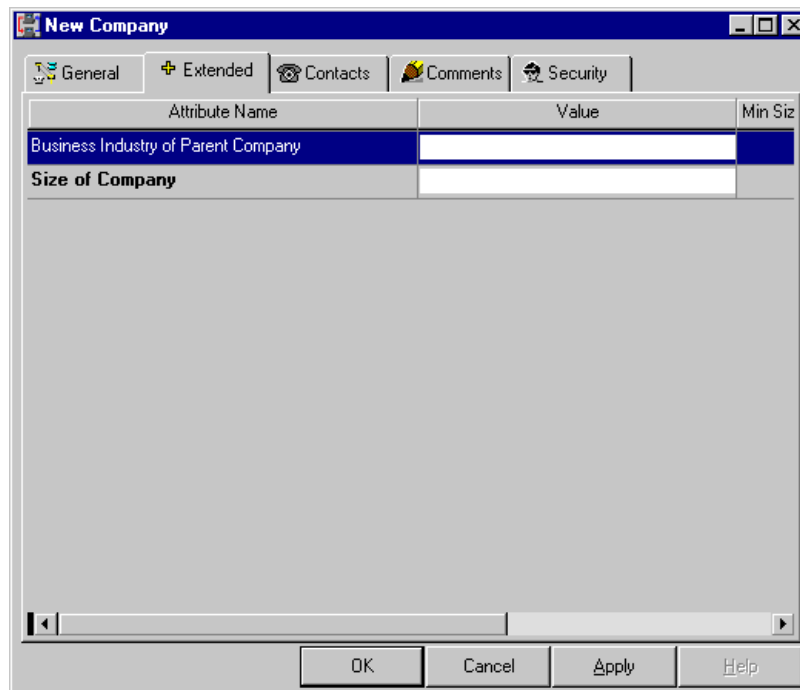 New Company
General Extended Contacts Comments Security
Attribute Name Value Min Siz
Business Industry of Parent Company
Size of Company
OK Cancel Apply Help